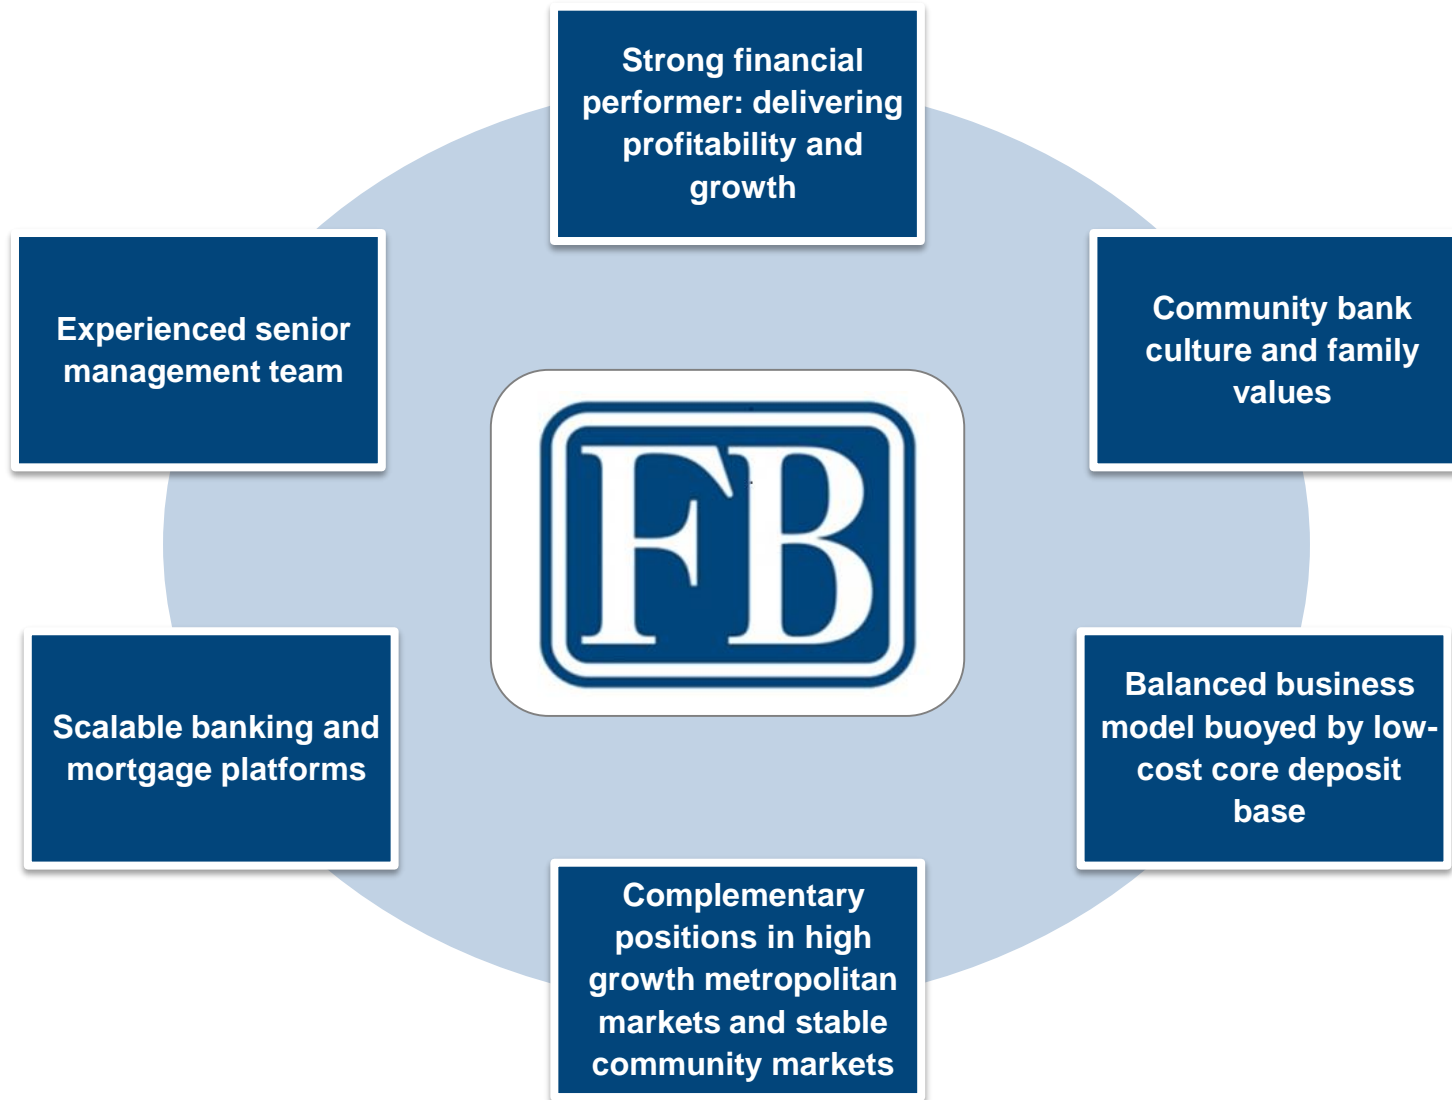 Strong financial
performer: delivering
profitability and
growth
Experienced senior
management team
Community bank
culture and family
values
FB
Scalable banking and
mortgage platforms
Balanced business
model buoyed by low-
cost core deposit
base
Complementary
positions in high
growth metropolitan
markets and stable
community markets